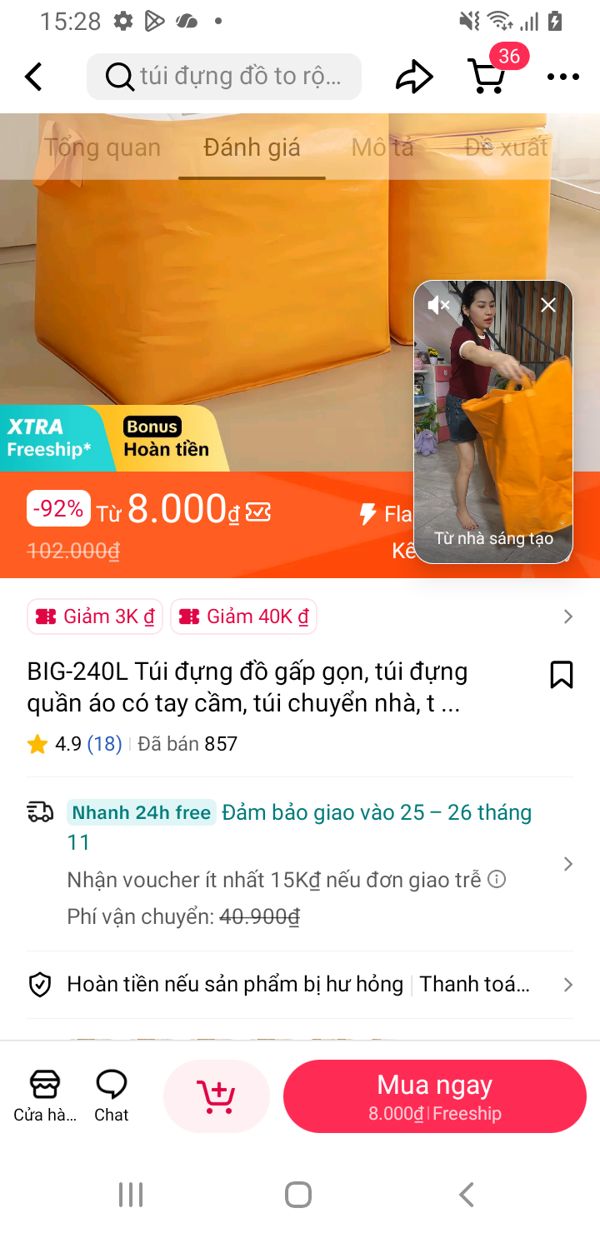 15:28
túi đựng đồ to rộ...
36
Tổng quan
Đánh giá
Mô tả
Đề xuất
XTRA
Freeship*
Bonus
Hoàn tiền
Từ nhà sáng tạo
-92% Từ 8.000₫
Fla
102.000₫
Kế
Giảm 3K ₫
Giảm 40K ₫
BIG-240L Túi đựng đồ gấp gọn, túi đựng
quần áo có tay cầm, túi chuyển nhà, t ...
4.9 (18) Đã bán 857
Nhanh 24h free Đảm bảo giao vào 25 – 26 tháng
11
Nhận voucher ít nhất 15K₫ nếu đơn giao trễ
Phí vận chuyển: 40.900₫
Hoàn tiền nếu sản phẩm bị hư hỏng | Thanh toá...
Cửa hà...
Chat
Mua ngay
8.000₫ | Freeship